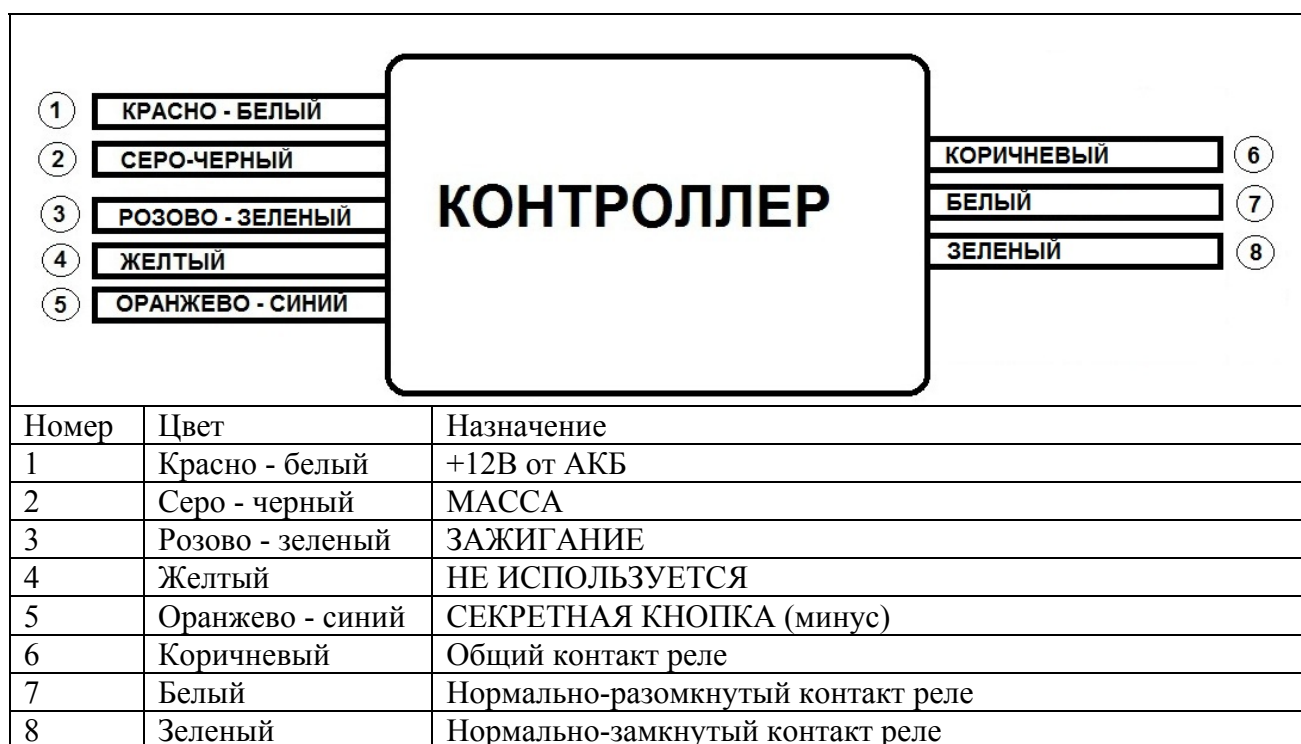 1 КРАСНО - БЕЛЫЙ
2 СЕРО-ЧЕРНЫЙ
3 РОЗОВО - ЗЕЛЕНЫЙ
4 ЖЕЛТЫЙ
5 ОРАНЖЕВО - СИНИЙ
КОНТРОЛЛЕР
КОРИЧНЕВЫЙ 6
БЕЛЫЙ 7
ЗЕЛЕНЫЙ 8
Номер Цвет Назначение
1 Красно - белый +12В от АКБ
2 Серо - черный МАССА
3 Розово - зеленый ЗАЖИГАНИЕ
4 Желтый НЕ ИСПОЛЬЗУЕТСЯ
5 Оранжево - синий СЕКРЕТНАЯ КНОПКА (минус)
6 Коричневый Общий контакт реле
7 Белый Нормально-разомкнутый контакт реле
8 Зеленый Нормально-замкнутый контакт реле